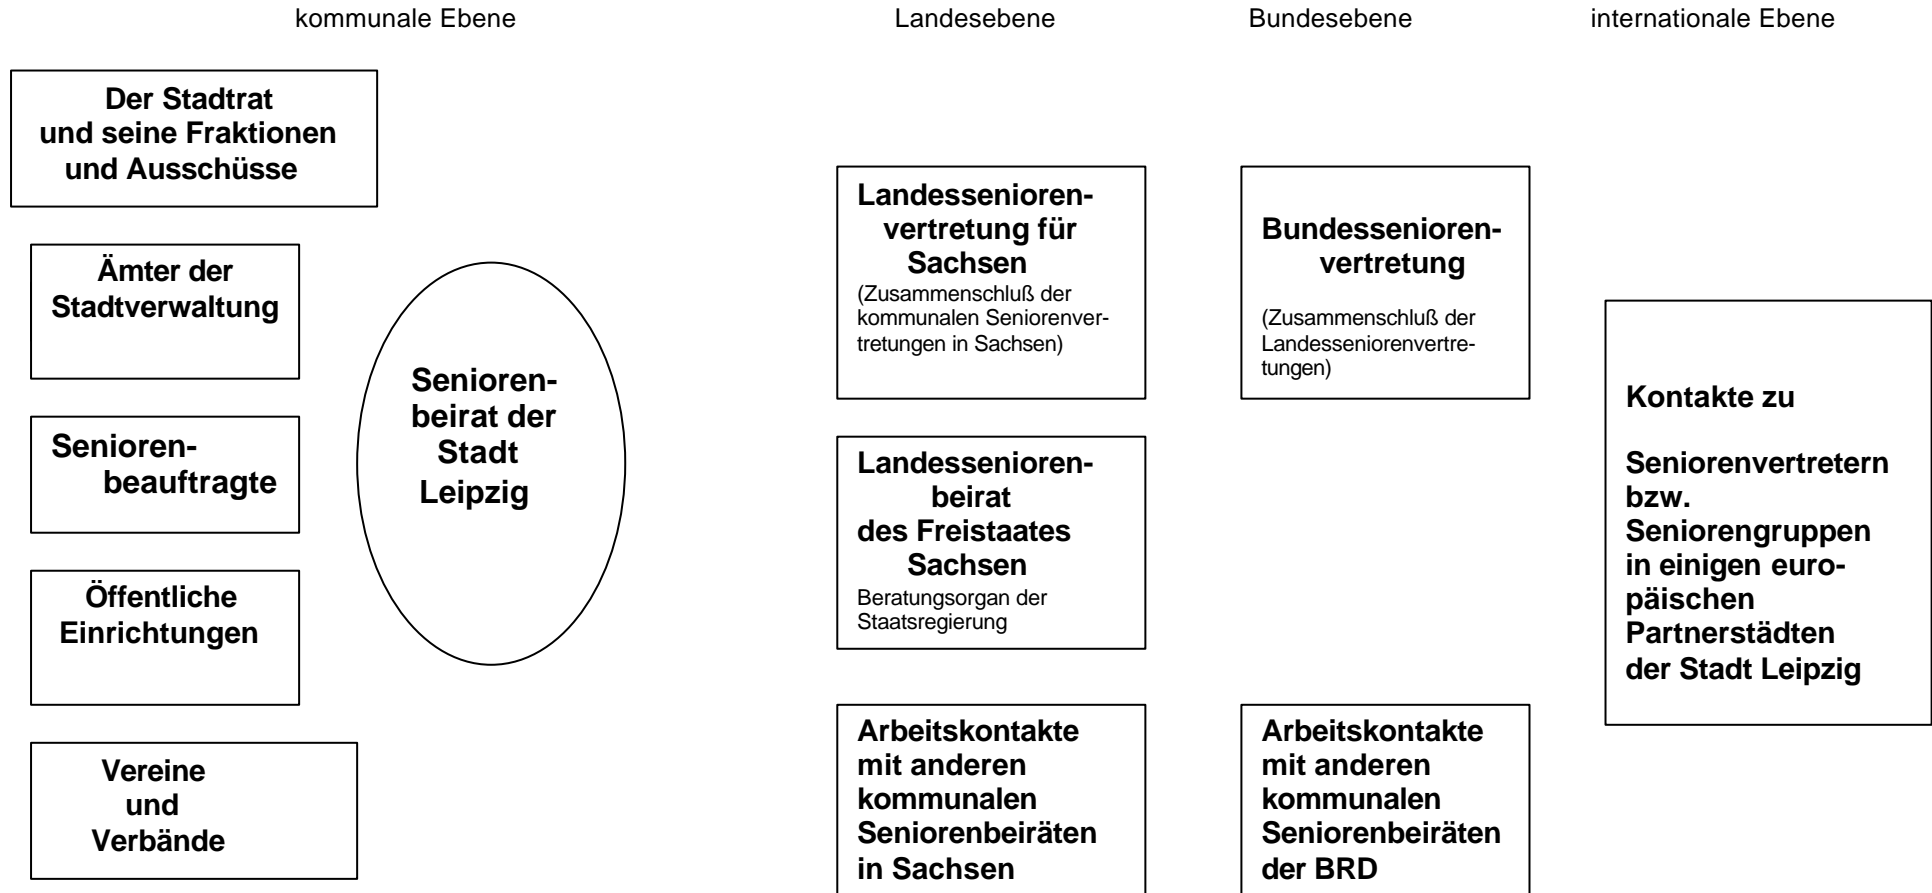 kommunale Ebene
Landesebene
Bundesebene
internationale Ebene
Der Stadtrat
und seine Fraktionen
und Ausschüsse
Ämter der
Stadtverwaltung
Senioren-
beauftragte
Öffentliche
Einrichtungen
Vereine
und
Verbände
Senioren-
beirat der
Stadt
Leipzig
Landessenioren-
vertretung für
Sachsen
(Zusammenschluß der
kommunalen Seniorenver-
tretungen in Sachsen)
Landessenioren-
beirat
des Freistaates
Sachsen
Beratungsorgan der
Staatsregierung
Arbeitskontakte
mit anderen
kommunalen
Seniorenbeiräten
in Sachsen
Bundessenioren-
vertretung
(Zusammenschluß der
Landesseniorenvertre-
tungen)
Arbeitskontakte
mit anderen
kommunalen
Seniorenbeiräten
der BRD
Kontakte zu
Seniorenvertretern
bzw.
Seniorengruppen
in einigen euro-
päischen
Partnerstädten
der Stadt Leipzig